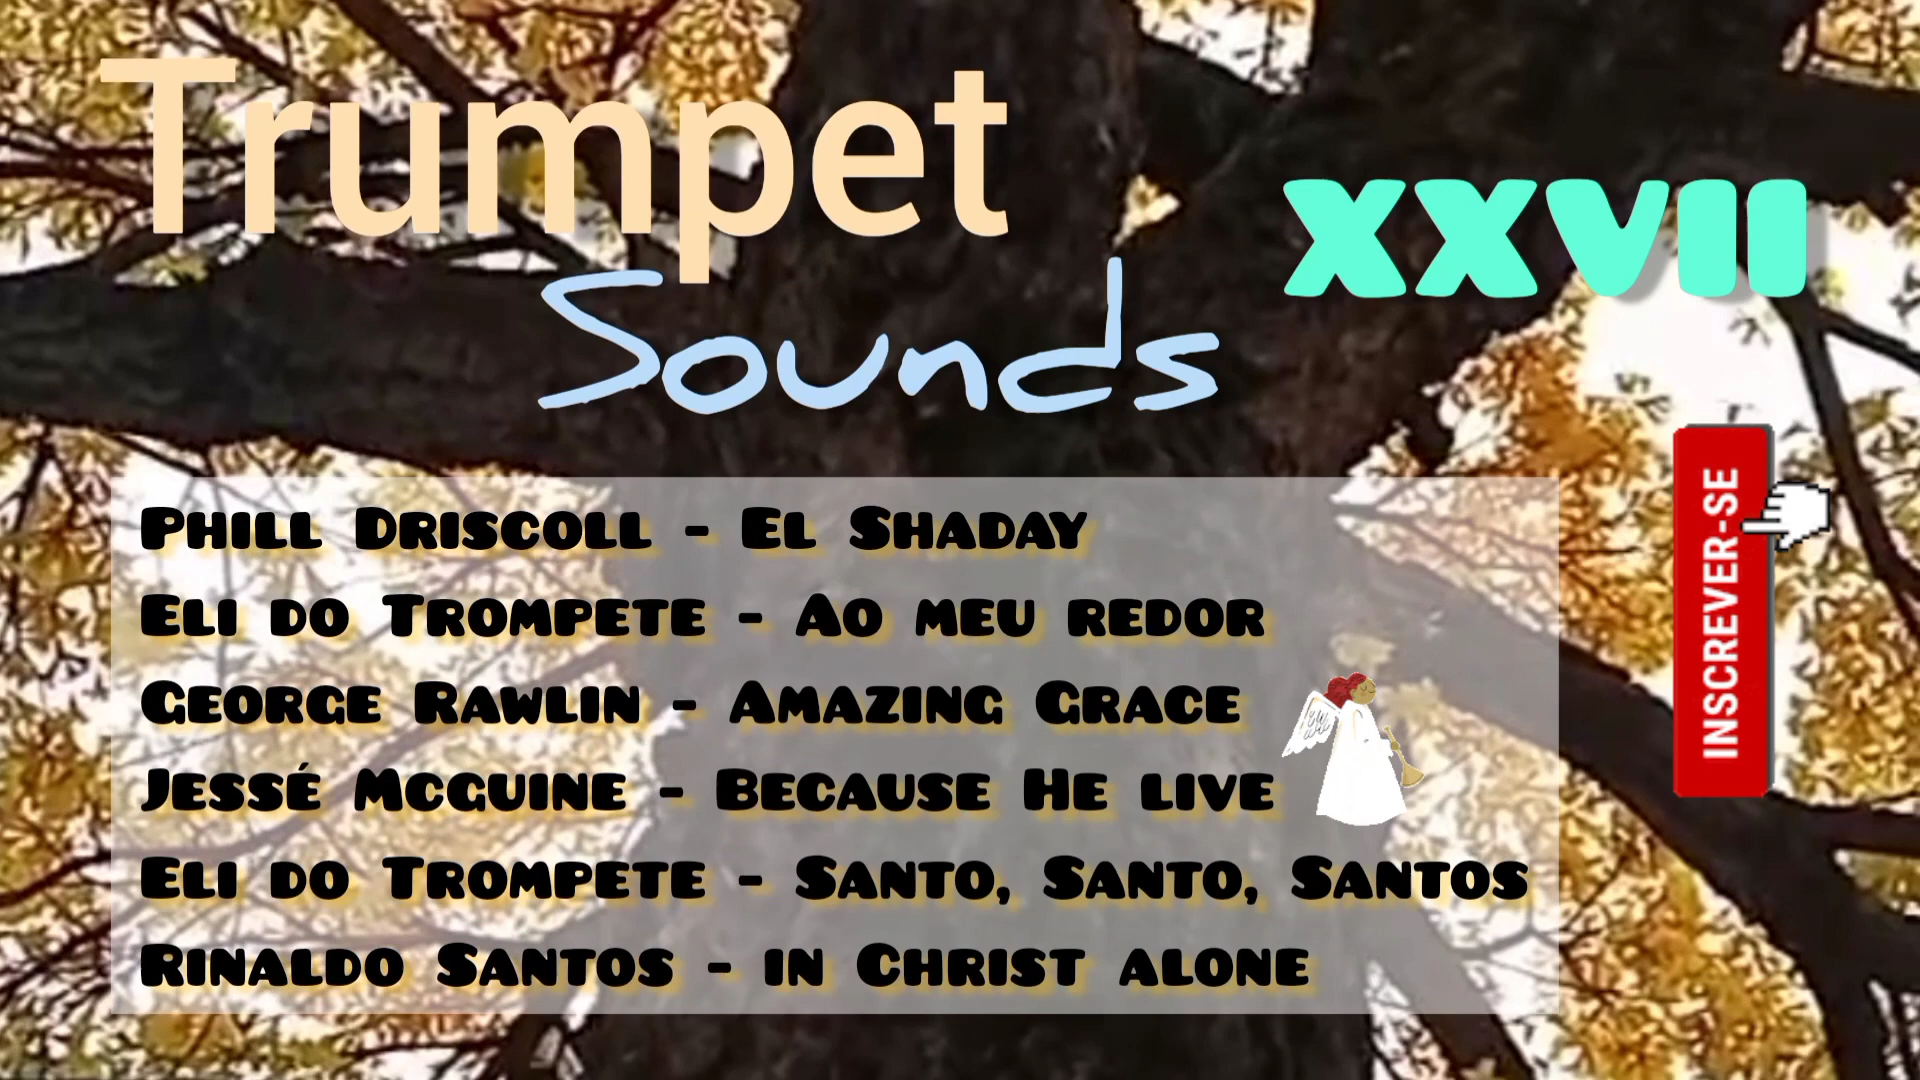 Trumpet
Sounds
XXVII
Phill Driscoll - El Shaday
Eli do Trompete - Ao meu redor
George Rawlin - Amazing Grace
Jessé Mcguine - Because He live
Eli do Trompete - Santo, Santo, Santos
Rinaldo Santos - in Christ alone
INSCREVER-SE